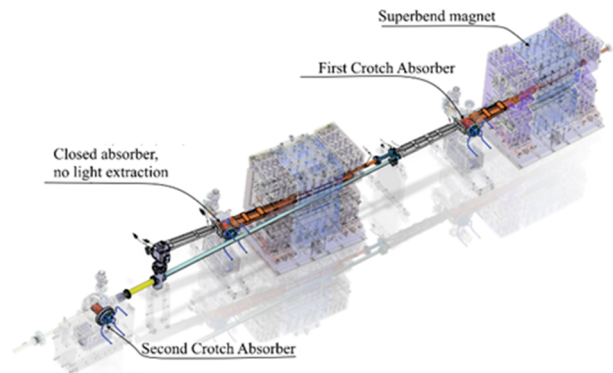 Superbend magnet
First Crotch Absorber
Closed absorber,
no light extraction
Second Crotch Absorber